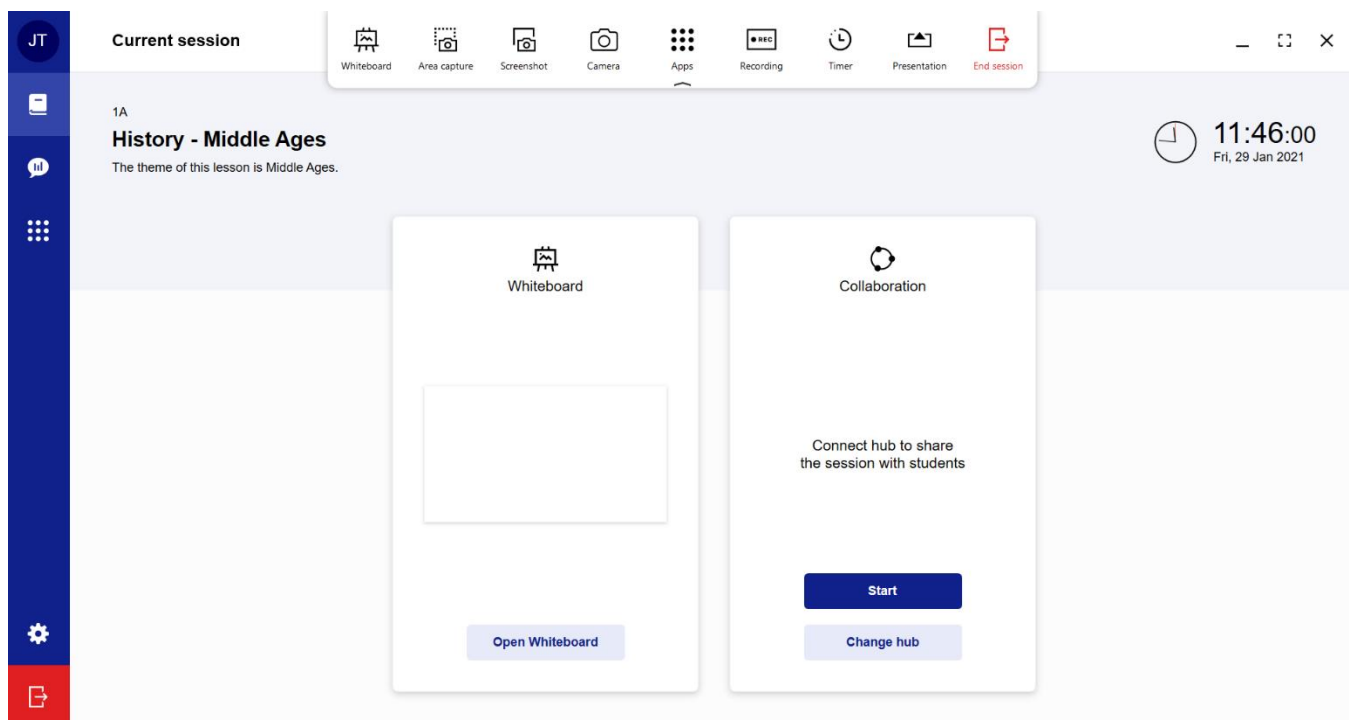 JT
Current session
Whiteboard
Area capture
Screenshot
Camera
Apps
REC
Recording
Timer
Presentation
End session
1A
History - Middle Ages
The theme of this lesson is Middle Ages.
11:46:00
Fri, 29 Jan 2021
Whiteboard
Open Whiteboard
Collaboration
Connect hub to share
the session with students
Start
Change hub